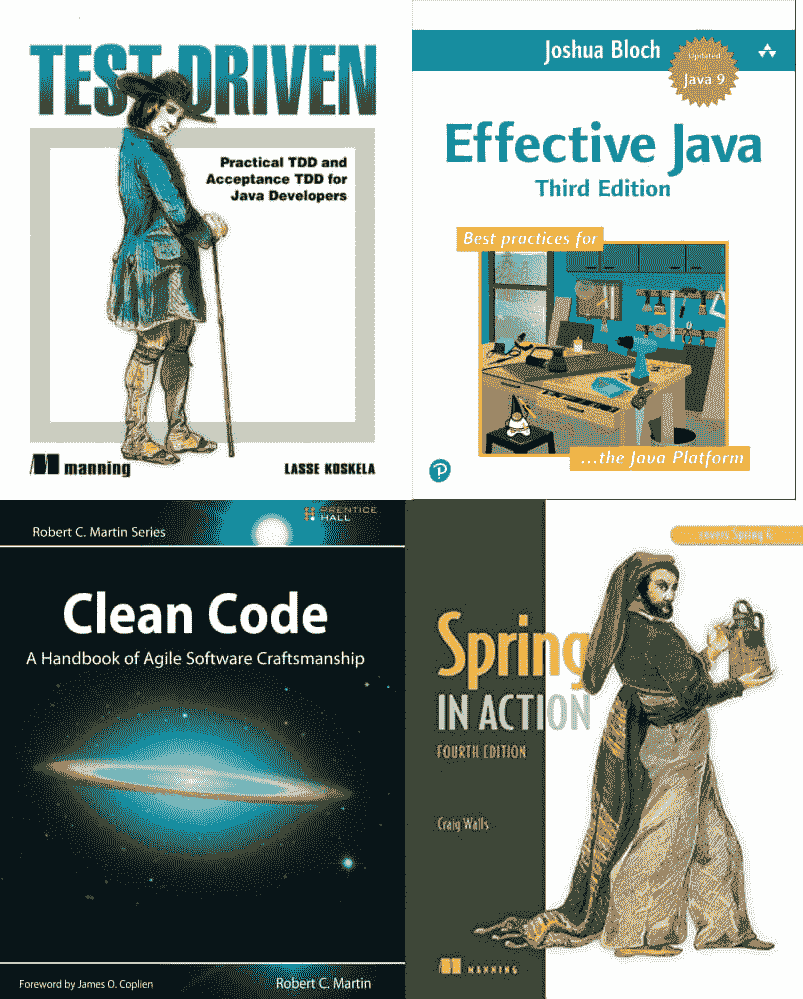 TEST DRIVEN
Practical TDD and
Acceptance TDD for
Java Developers
manning
LASSE KOSKELA
Joshua Bloch
Updated
Java 9
Effective Java
Third Edition
Best practices for
...the Java Platform
P
Robert C. Martin Series
PRENTICE
HALL
Clean Code
A Handbook of Agile Software Craftsmanship
Foreword by James O. Coplien
Robert C. Martin
Spring
IN ACTION
FOURTH EDITION
Craig Walls
MANNING